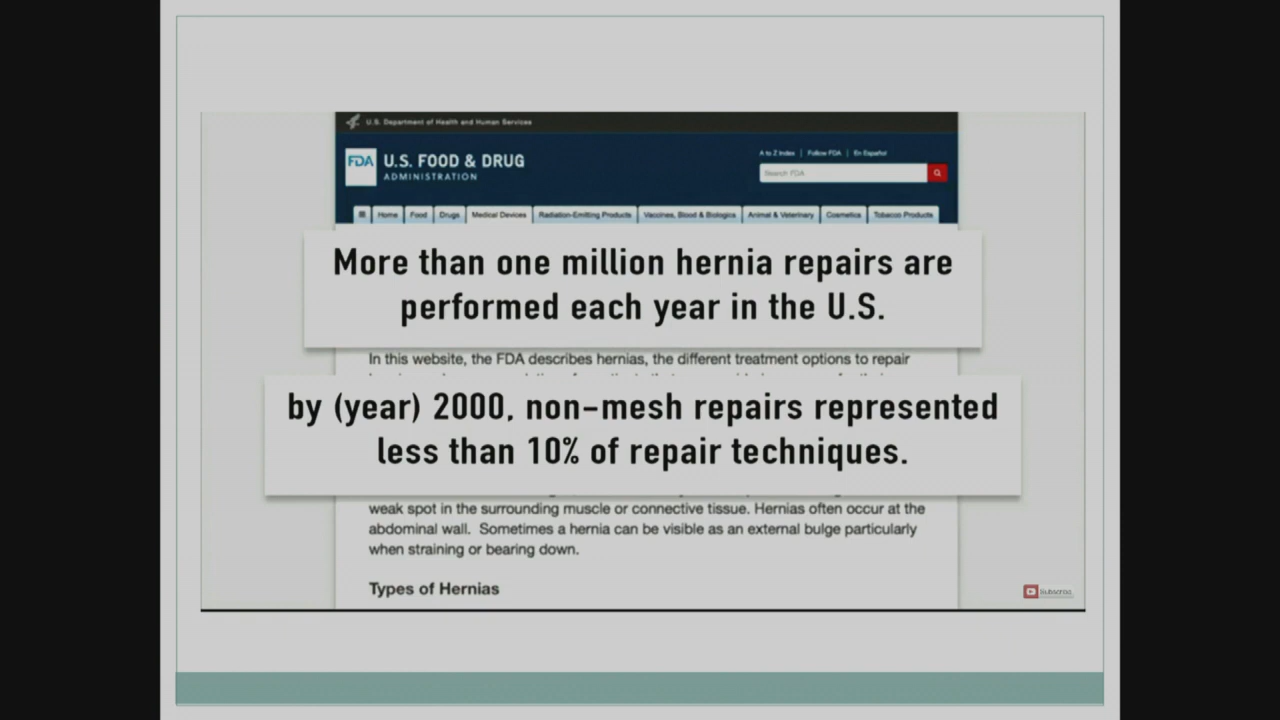 U.S. Department of Health and Human Services
FDA U.S. FOOD & DRUG
ADMINISTRATION
A to Z Index | Follow FDA | En Español
Search FDA
Home Food Drugs Medical Devices Radiation-Emitting Products Vaccines, Blood & Biologics Animal & Veterinary Cosmetics Tobacco Products
More than one million hernia repairs are
performed each year in the U.S.
In this website, the FDA describes hernias, the different treatment options to repair
by (year) 2000, non-mesh repairs represented
less than 10% of repair techniques.
weak spot in the surrounding muscle or connective tissue. Hernias often occur at the
abdominal wall. Sometimes a hernia can be visible as an external bulge particularly
when straining or bearing down.
Types of Hernias
Subscribe